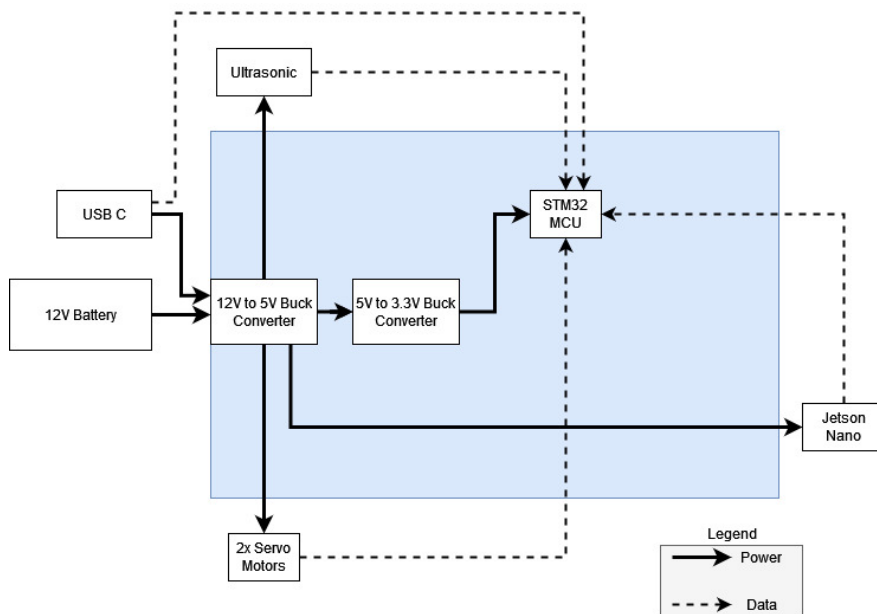 Ultrasonic
USB C
STM32
MCU
12V Battery
12V to 5V Buck
Converter
5V to 3.3V Buck
Converter
Jetson
Nano
2x Servo
Motors
Legend
Power
Data